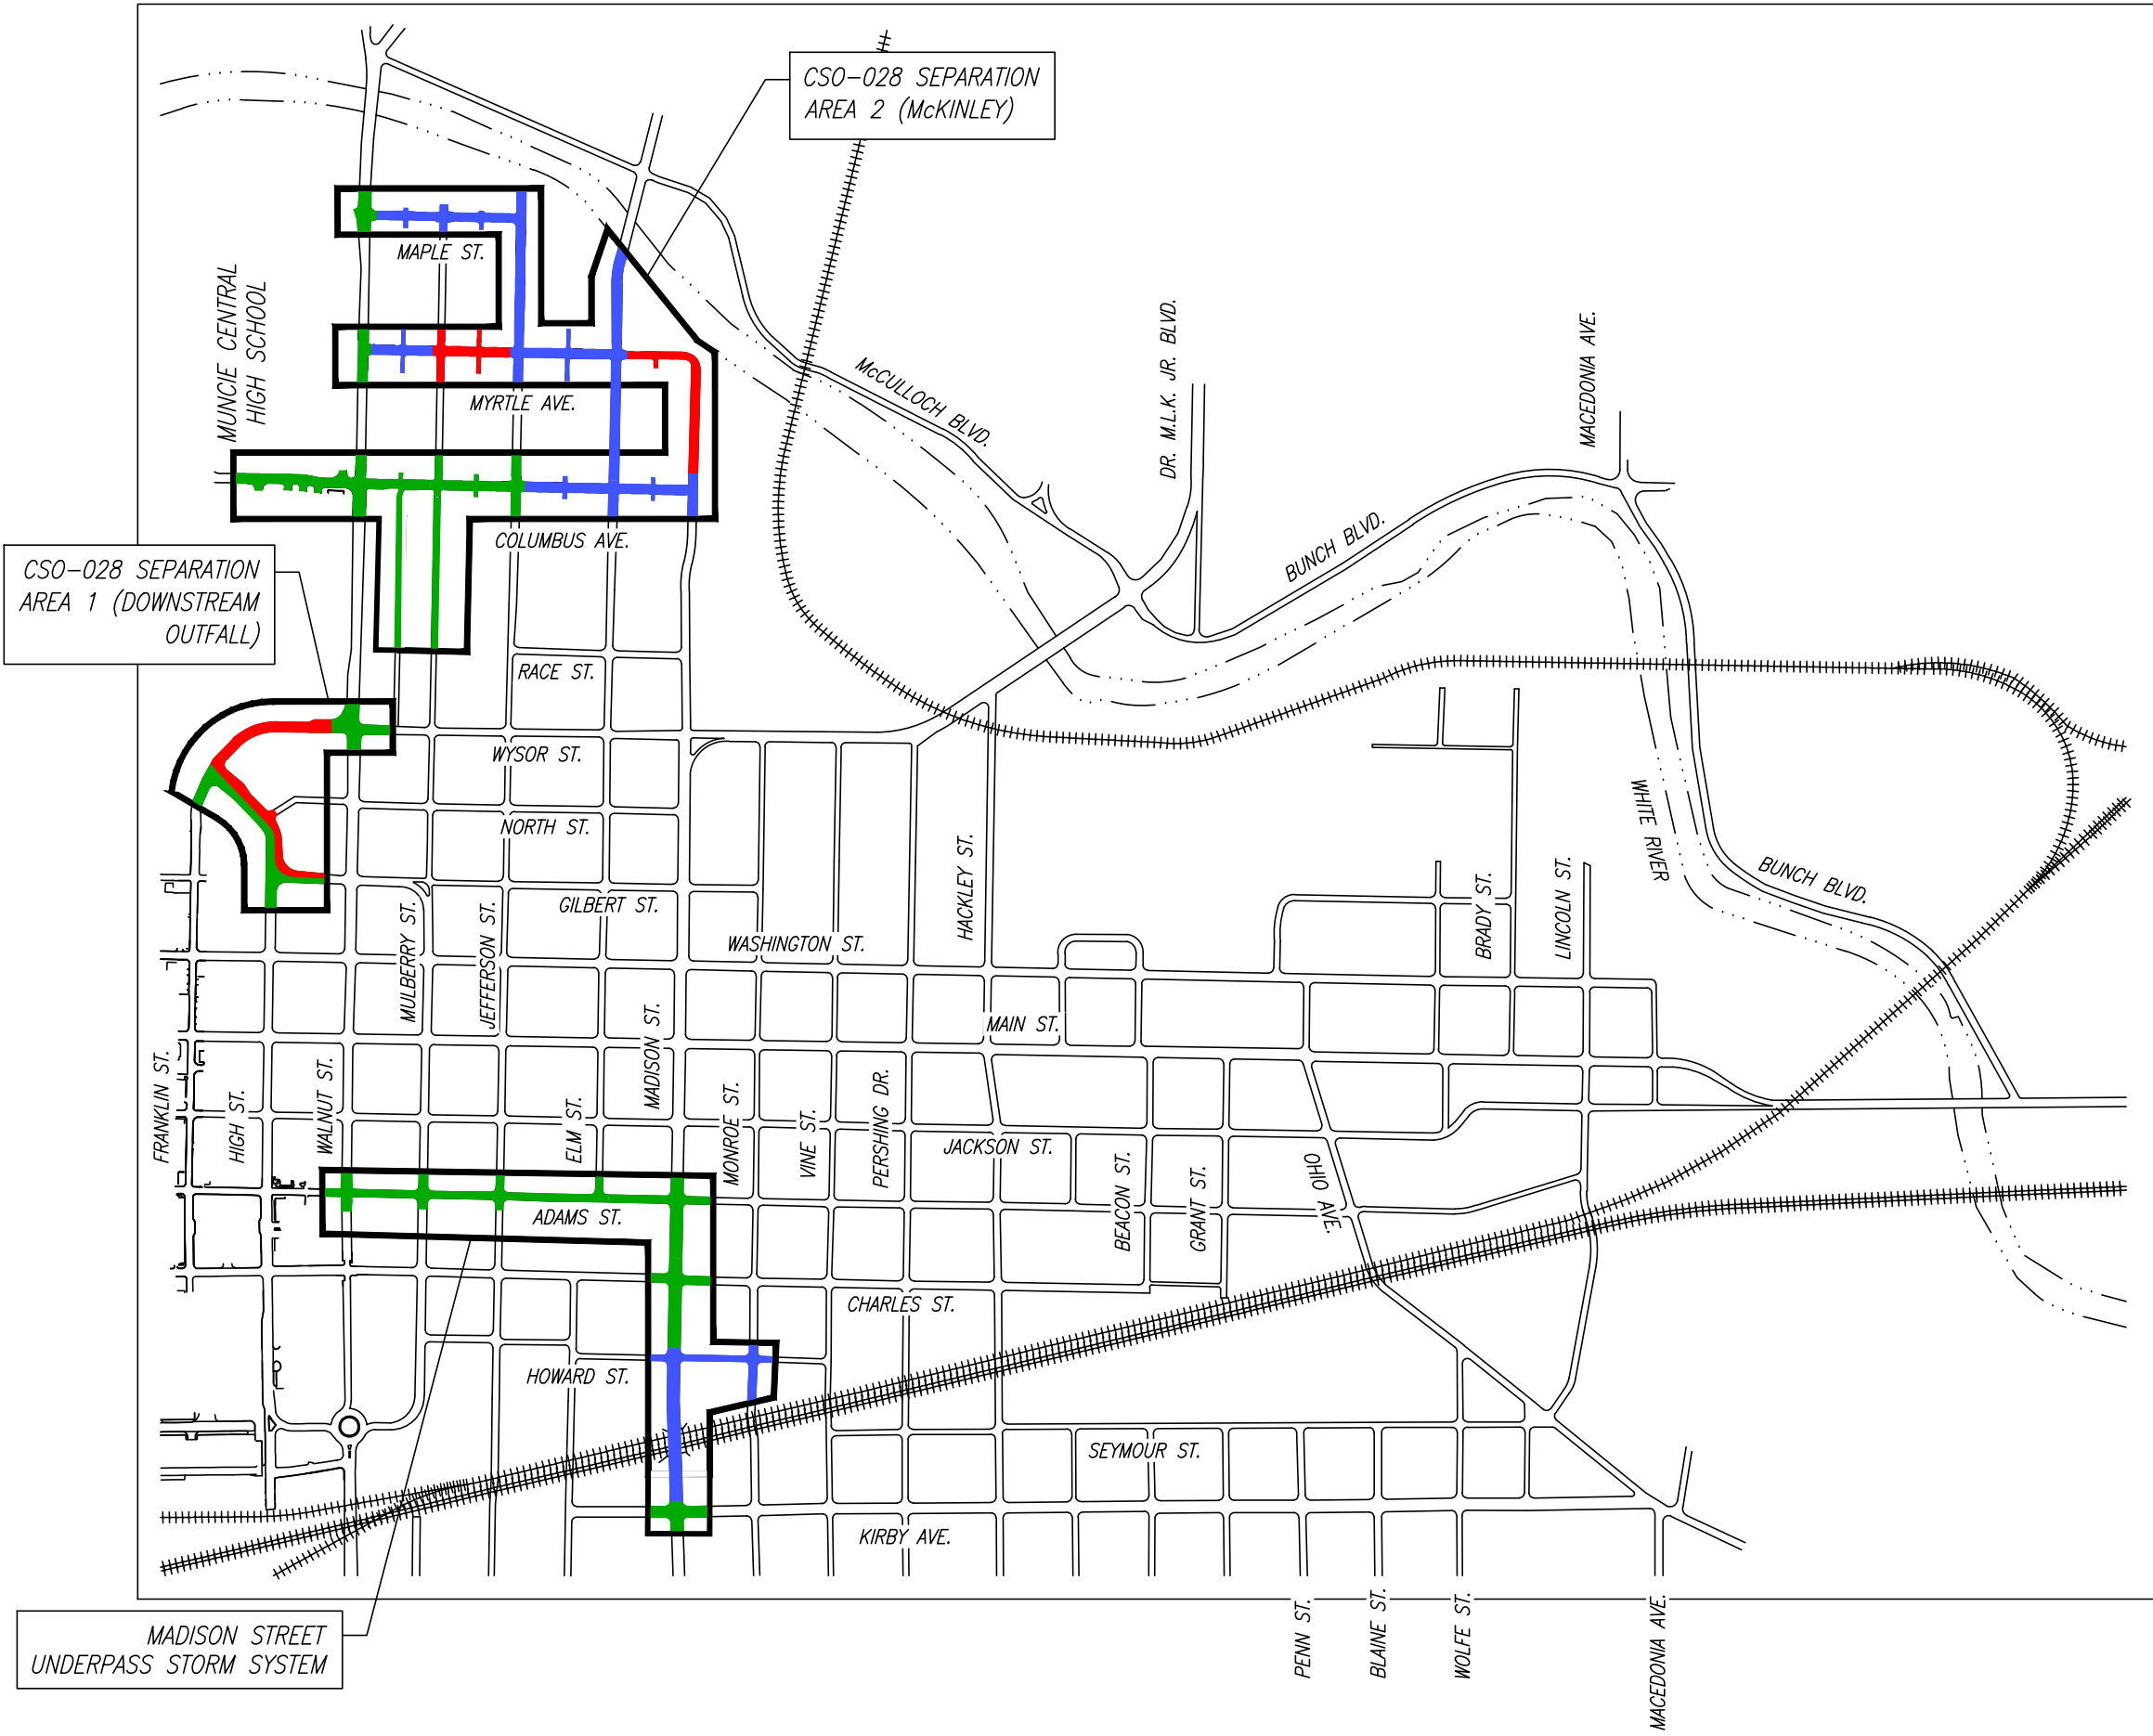 CSO-028 SEPARATION
AREA 2 (McKINLEY)
MAPLE ST.
MUNCIE CENTRAL
HIGH SCHOOL
MYRTLE AVE.
McCULLOCH BLVD.
DR. M.L.K. JR. BLVD.
MACEDONIA AVE.
COLUMBUS AVE.
BUNCH BLVD.
CSO-028 SEPARATION
AREA 1 (DOWNSTREAM
OUTFALL)
RACE ST.
WYSOR ST.
NORTH ST.
WHITE RIVER
HACKLEY ST.
BUNCH BLVD.
GILBERT ST.
BRADY ST.
LINCOLN ST.
MULBERRY ST.
JEFFERSON ST.
WASHINGTON ST.
MADISON ST.
MAIN ST.
FRANKLIN ST.
HIGH ST.
WALNUT ST.
ELM ST.
MONROE ST.
VINE ST.
PERSHING DR.
JACKSON ST.
BEACON ST.
GRANT ST.
OHIO AVE.
ADAMS ST.
CHARLES ST.
HOWARD ST.
SEYMOUR ST.
KIRBY AVE.
PENN ST.
BLAINE ST.
WOLFE ST.
MACEDONIA AVE.
MADISON STREET
UNDERPASS STORM SYSTEM